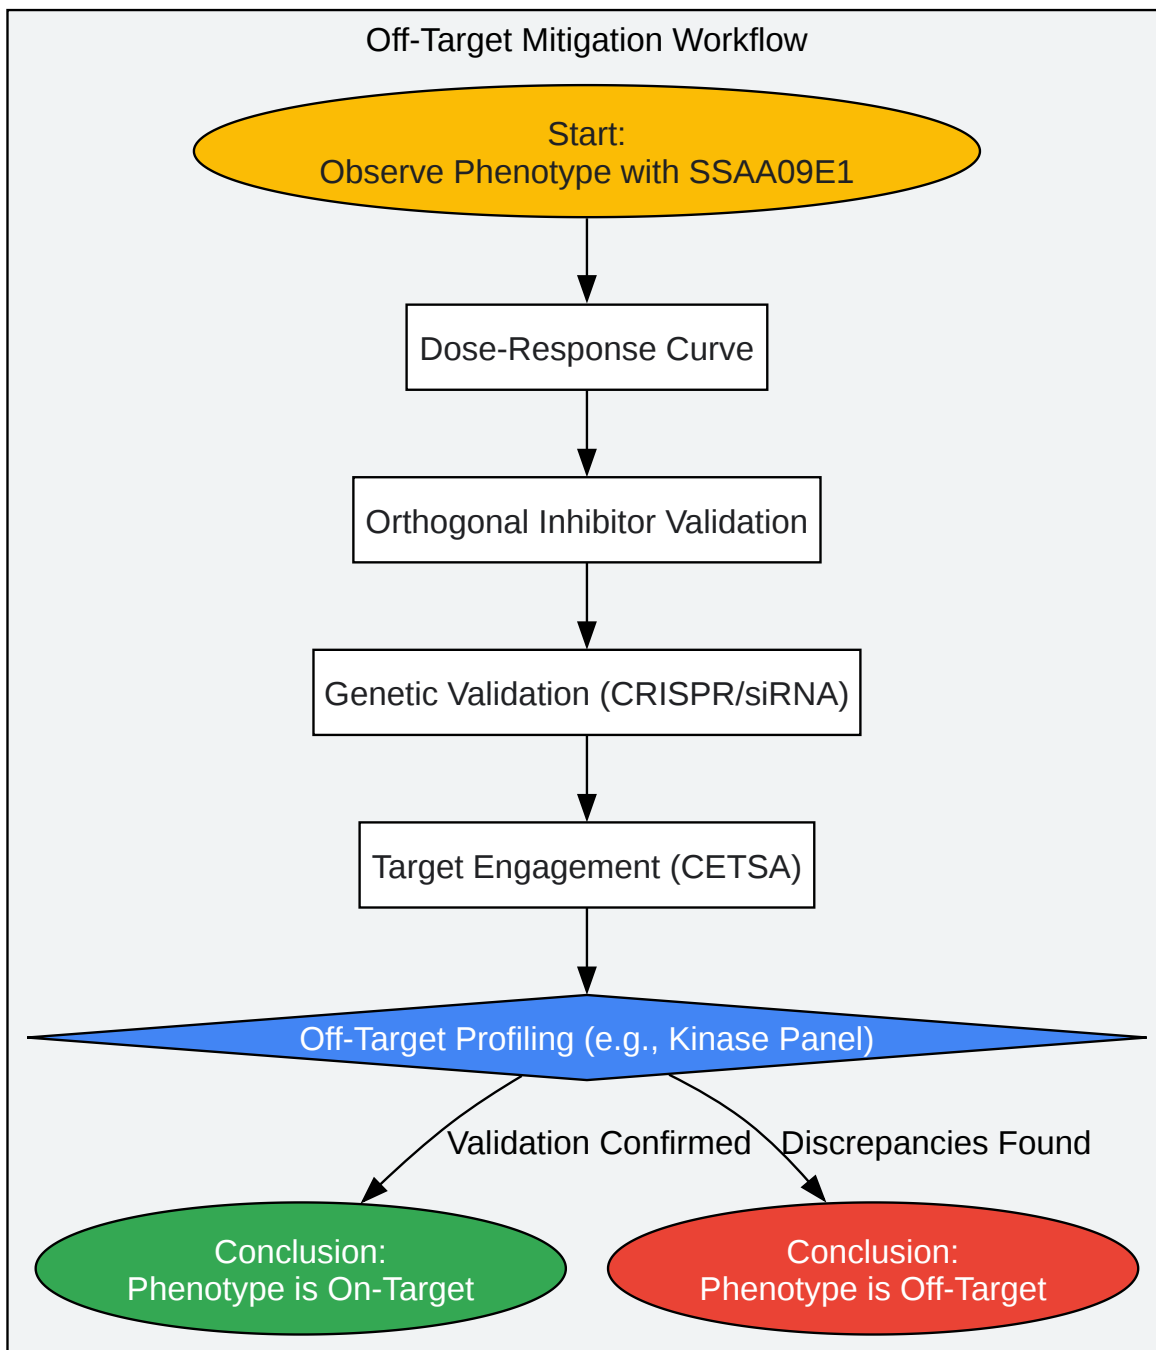 Off-Target Mitigation Workflow
Start:
Observe Phenotype with SSAA09E1
Dose-Response Curve
Orthogonal Inhibitor Validation
Genetic Validation (CRISPR/siRNA)
Target Engagement (CETSA)
Off-Target Profiling (e.g., Kinase Panel)
Validation Confirmed
Discrepancies Found
Conclusion:
Phenotype is On-Target
Conclusion:
Phenotype is Off-Target